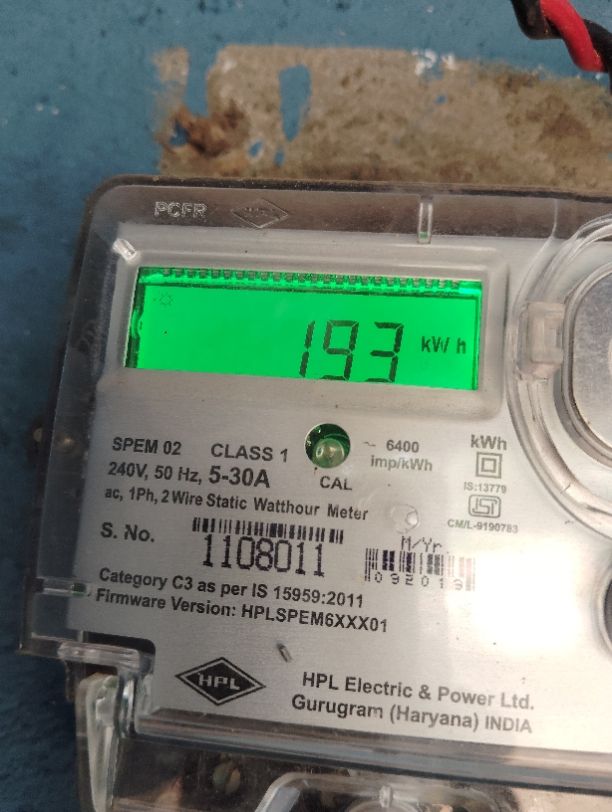 PCFR HPL
193 kWh
SPEM 02 CLASS 1 ~ 6400 imp/kWh kWh
240V, 50 Hz, 5-30A CAL IS:13779
ac, 1Ph, 2 Wire Static Watthour Meter CM/L-9190783
S. No. 1108011 M/Yr.
Category C3 as per IS 15959:2011
Firmware Version: HPLSPEM6XXX01
HPL HPL Electric & Power Ltd.
Gurugram (Haryana) INDIA